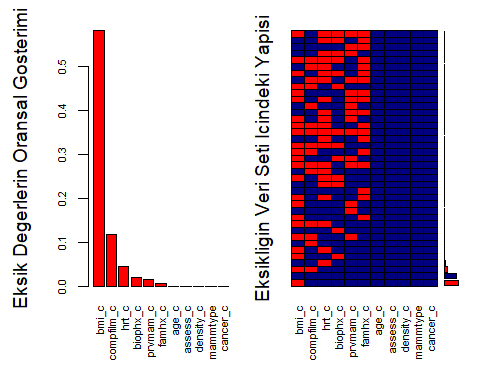 Eksik Degerlerin Oransal Gosterimi
0.5
0.4
0.3
0.2
0.1
0.0
bmi_c
compfilm_c
hrt_c
biophx_c
prvmam_c
famhx_c
age_c
assess_c
density_c
mammtype
cancer_c
Eksikligin Veri Seti Icindeki Yapisi
bmi_c
compfilm_c
hrt_c
biophx_c
prvmam_c
famhx_c
age_c
assess_c
density_c
mammtype
cancer_c